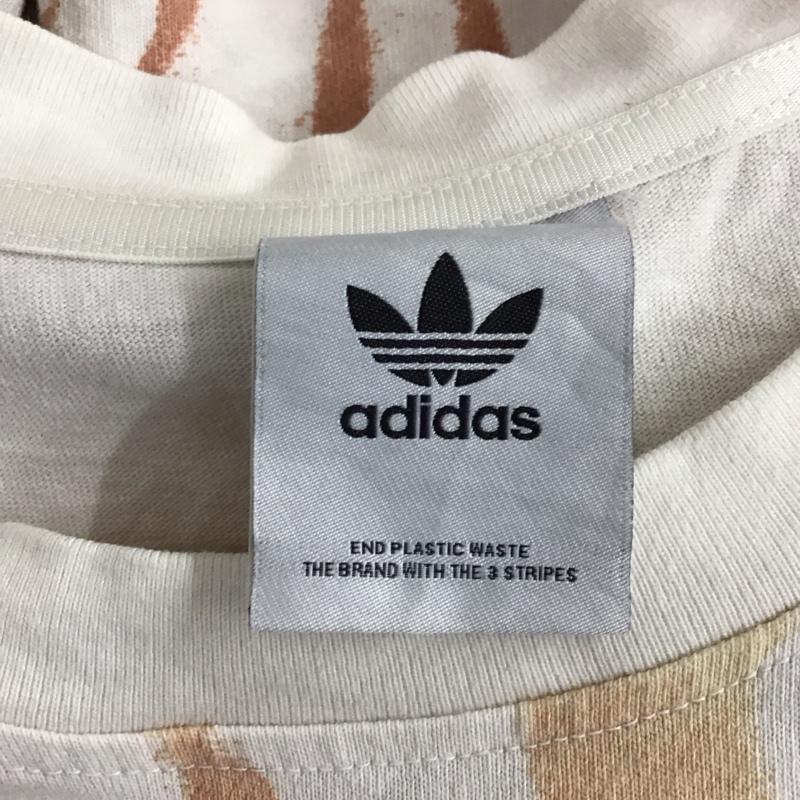 adidas
END PLASTIC WASTE
THE BRAND WITH THE 3 STRIPES